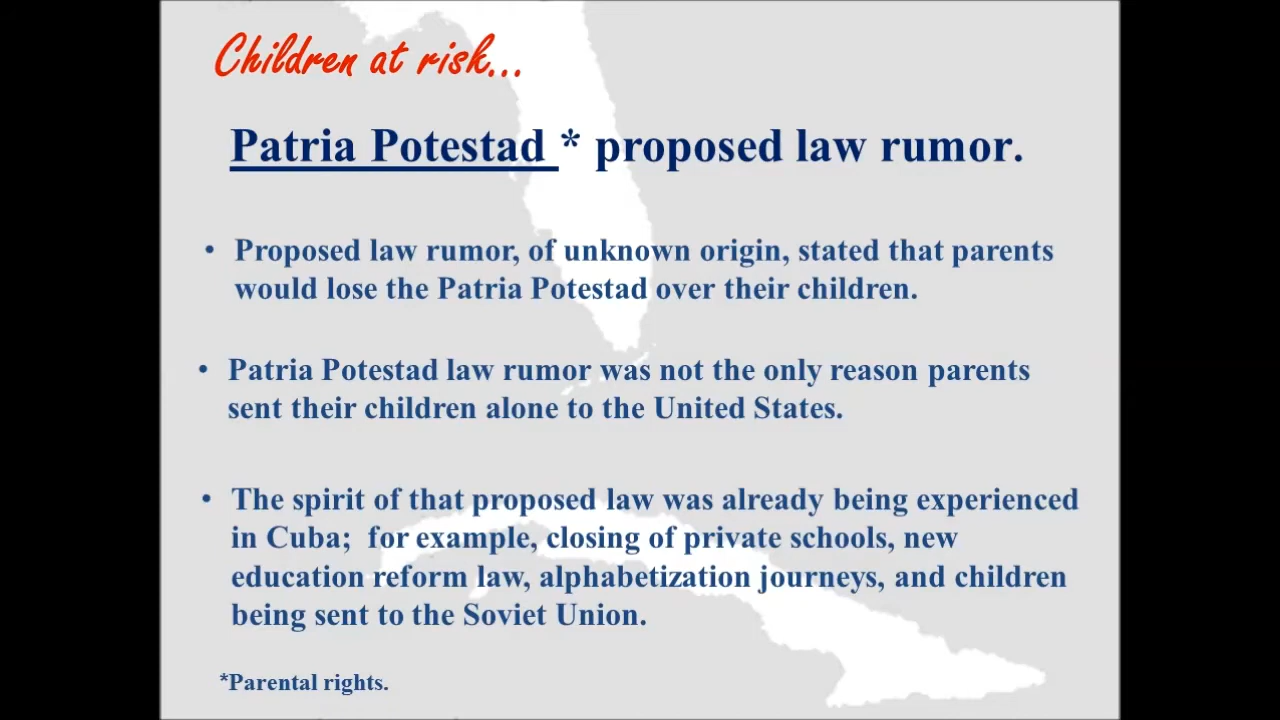 Children at risk...
Patria Potestad * proposed law rumor.
• Proposed law rumor, of unknown origin, stated that parents
would lose the Patria Potestad over their children.
• Patria Potestad law rumor was not the only reason parents
sent their children alone to the United States.
• The spirit of that proposed law was already being experienced
in Cuba; for example, closing of private schools, new
education reform law, alphabetization journeys, and children
being sent to the Soviet Union.
*Parental rights.